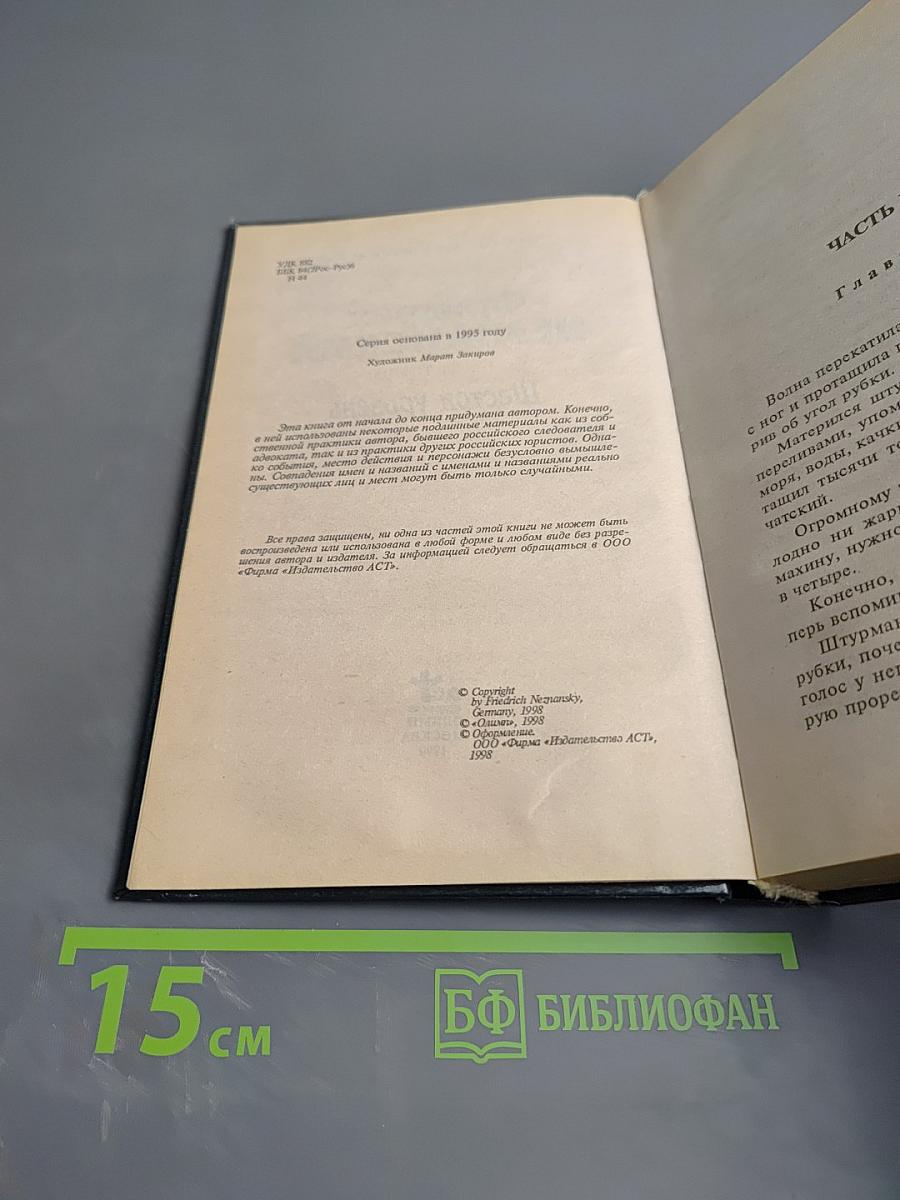 УДК 882
ББК 84(2Рос-Рус)6
Н 44
Серия основана в 1995 году
Художник Марат Закиров
Эта книга от начала до конца придумана автором. Конечно,
в ней использованы некоторые подлинные материалы как из соб-
ственной практики автора, бывшего российского следователя и
адвоката, так и из практики других российских юристов. Одна-
ко события, место действия и персонажи безусловно вымышле-
ны. Совпадения имен и названий с именами и названиями реально
существующих лиц и мест могут быть только случайными.
Все права защищены, ни одна из частей этой книги не может быть
воспроизведена или использована в любой форме и любом виде без разре-
шения автора и издателя. За информацией следует обращаться в ООО
«Фирма «Издательство АСТ».
© Copyright
by Friedrich Neznansky,
Germany, 1998
© «Олимп», 1998
© Оформление.
ООО «Фирма «Издательство АСТ»,
1998
ЧАСТЬ
Глав
Волна перекатила
с ног и протащила
рив об угол рубки.
Матерился шту
переливами, упом
моря, воды, качк
тащил тысячи то
чатский.
Огромному
лодно ни жар
махину, нужно
в четыре.
Конечно,
перь вспоми
Штурман
рубки, поче
голос у не
рую проре
15 см
БФ БИБЛИОФАН